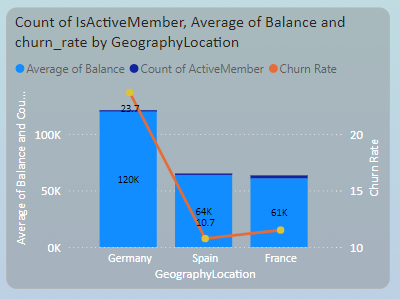 Count of IsActiveMember, Average of Balance and
churn_rate by GeographyLocation
Average of Balance Count of ActiveMember Churn Rate
Average of Balance and Cou...
100K
50K
0K
23.7
120K
64K
10.7
61K
20
15
10
Churn Rate
Germany Spain France
GeographyLocation